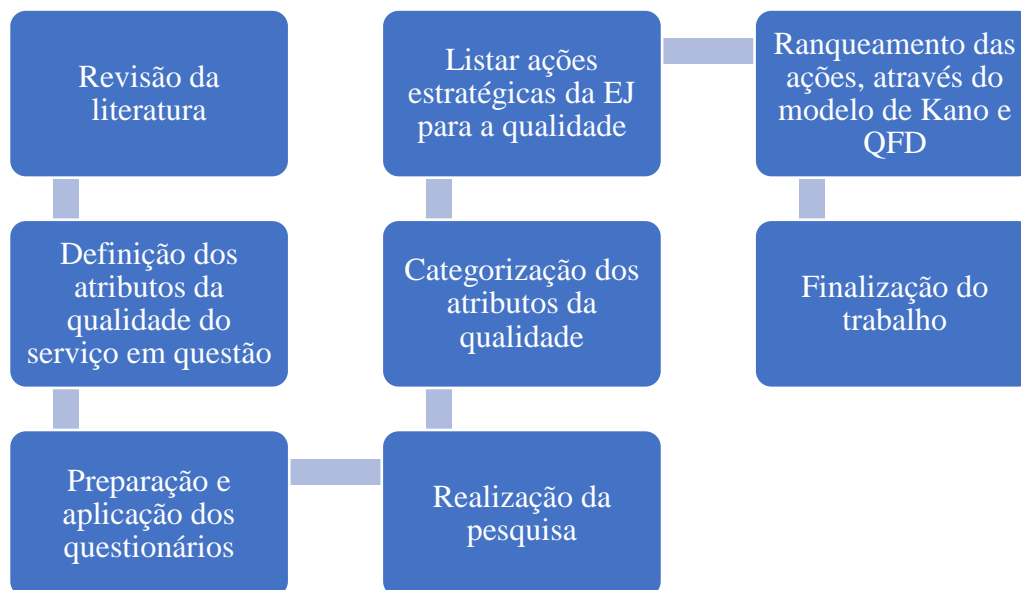 Revisão da
literatura
Definição dos
atributos da
qualidade do
serviço em questão
Preparação e
aplicação dos
questionários
Realização da
pesquisa
Categorização dos
atributos da
qualidade
Listar ações
estratégicas da EJ
para a qualidade
Ranqueamento das
ações, através do
modelo de Kano e
QFD
Finalização do
trabalho